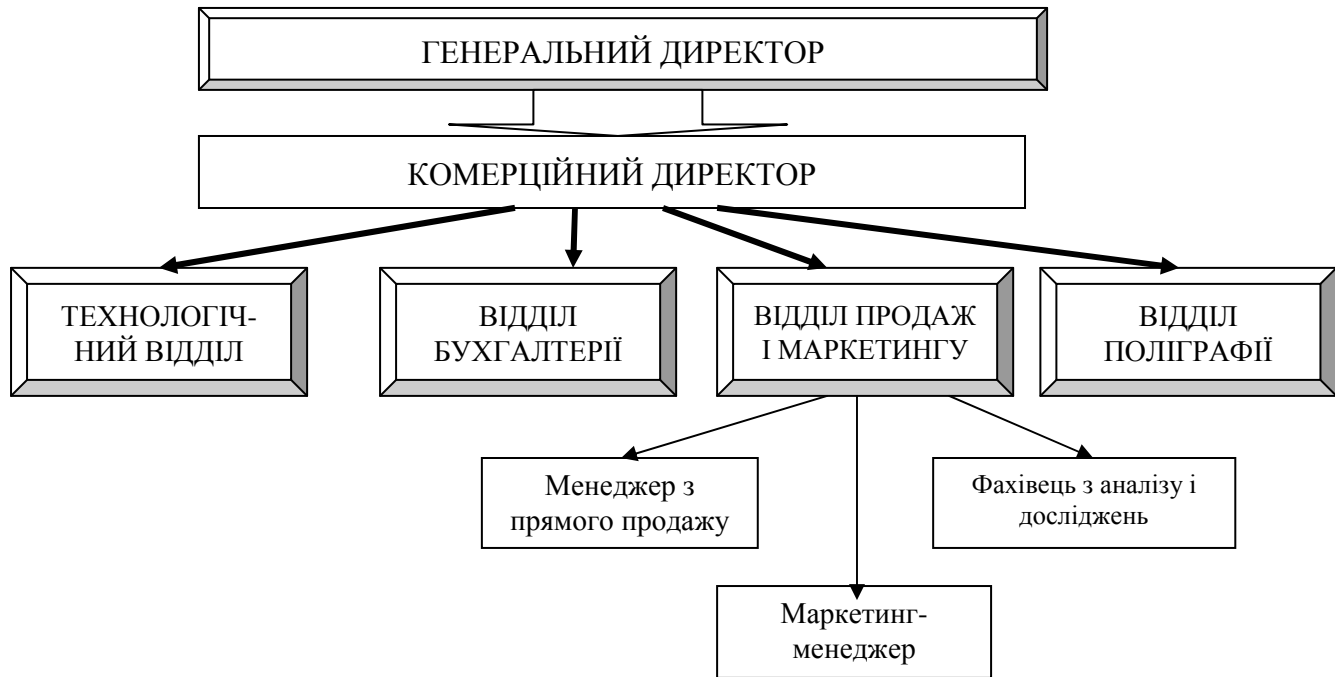 ГЕНЕРАЛЬНИЙ ДИРЕКТОР
КОМЕРЦІЙНИЙ ДИРЕКТОР
ТЕХНОЛОГІЧ-
НИЙ ВІДДІЛ
ВІДДІЛ
БУХГАЛТЕРІЇ
ВІДДІЛ ПРОДАЖ
І МАРКЕТИНГУ
ВІДДІЛ
ПОЛІГРАФІЇ
Менеджер з
прямого продажу
Фахівець з аналізу і
досліджень
Маркетинг-
менеджер